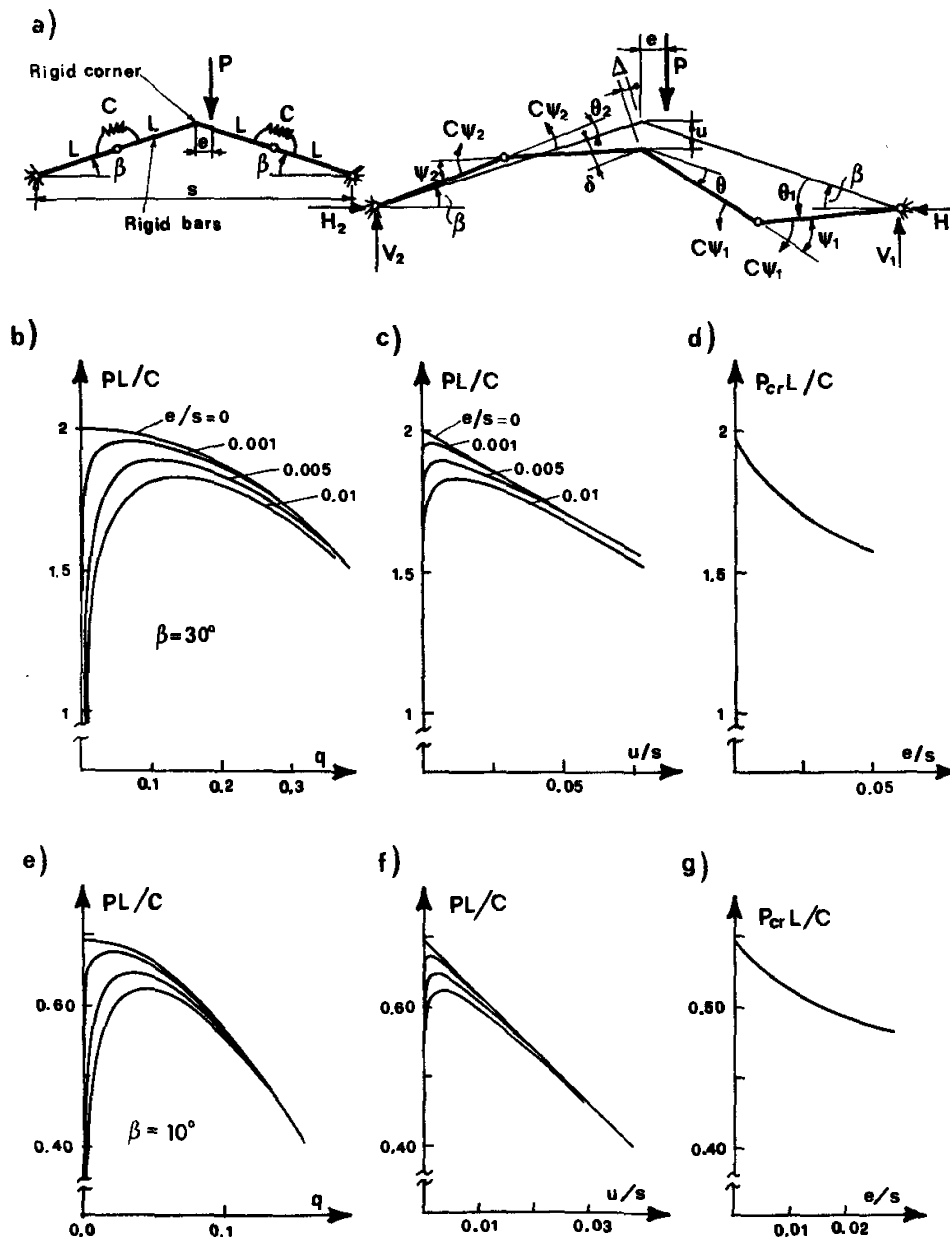 a)
Rigid corner
P
C
L
L
e
L
C
L
β
β
s
Rigid bars
e
P
Δ
Cψ₂
Cψ₂
θ₂
u
ψ₂
δ
θ
θ₁
β
H₂
β
V₂
Cψ₁
Cψ₁
ψ₁
V₁
H
b)
PL/C
e/s=0
2
0.001
0.005
0.01
1.5
β=30°
1
q
0.1
0.2
0.3
c)
PL/C
e/s=0
2
0.001
0.005
0.01
1.5
1
u/s
0.05
d)
PcrL/C
2
1.5
1
e/s
0.05
e)
PL/C
0.60
0.40
β=10°
q
0.0
0.1
f)
PL/C
0.60
0.40
u/s
0.01
0.03
g)
PcrL/C
0.50
0.40
e/s
0.01
0.02